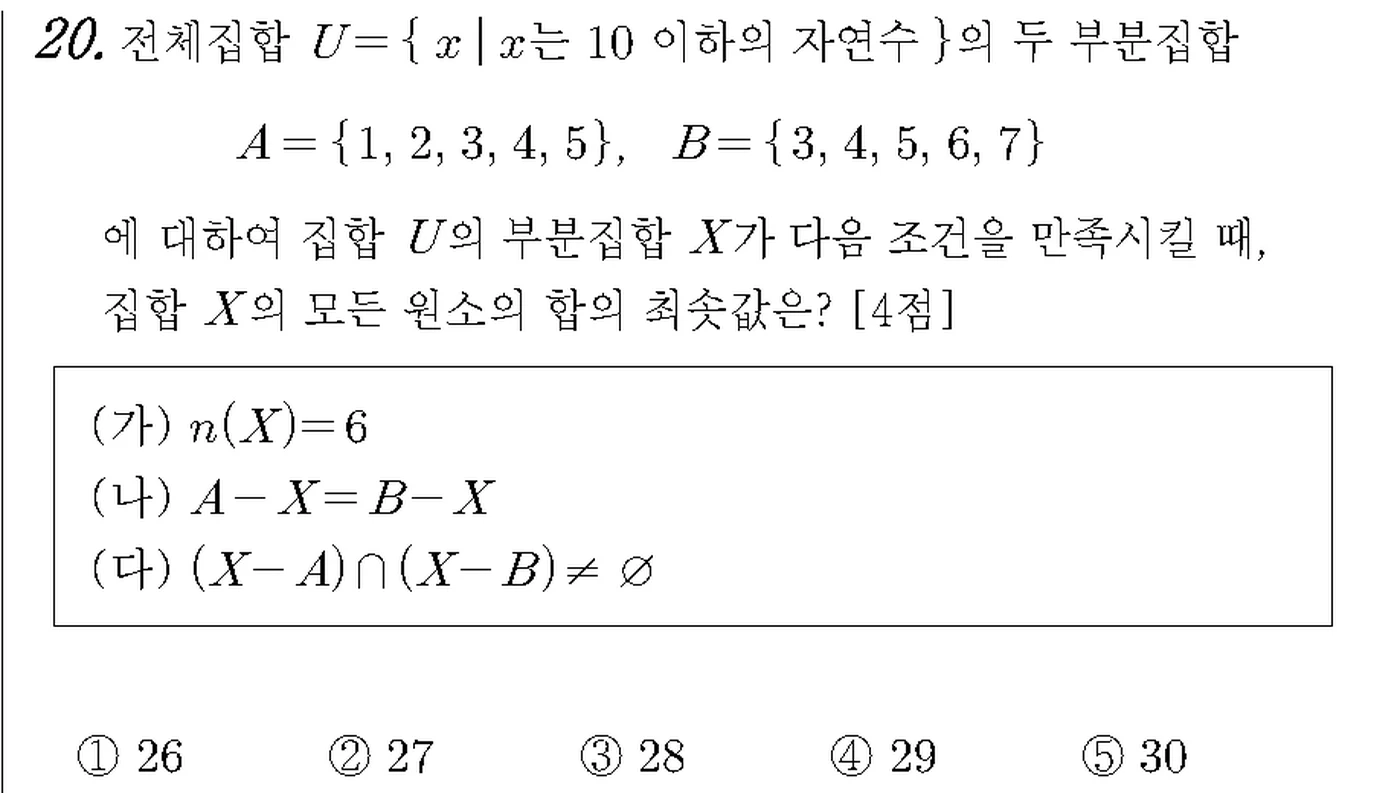 20. 전체집합 U={ x | x는 10 이하의 자연수 }의 두 부분집합
A={1, 2, 3, 4, 5}, B={3, 4, 5, 6, 7}
에 대하여 집합 U의 부분집합 X가 다음 조건을 만족시킬 때,
집합 X의 모든 원소의 합의 최솟값은? [4점]
(가) n(X)=6
(나) A-X=B-X
(다) (X-A)∩(X-B)≠ ∅
① 26 ② 27 ③ 28 ④ 29 ⑤ 30